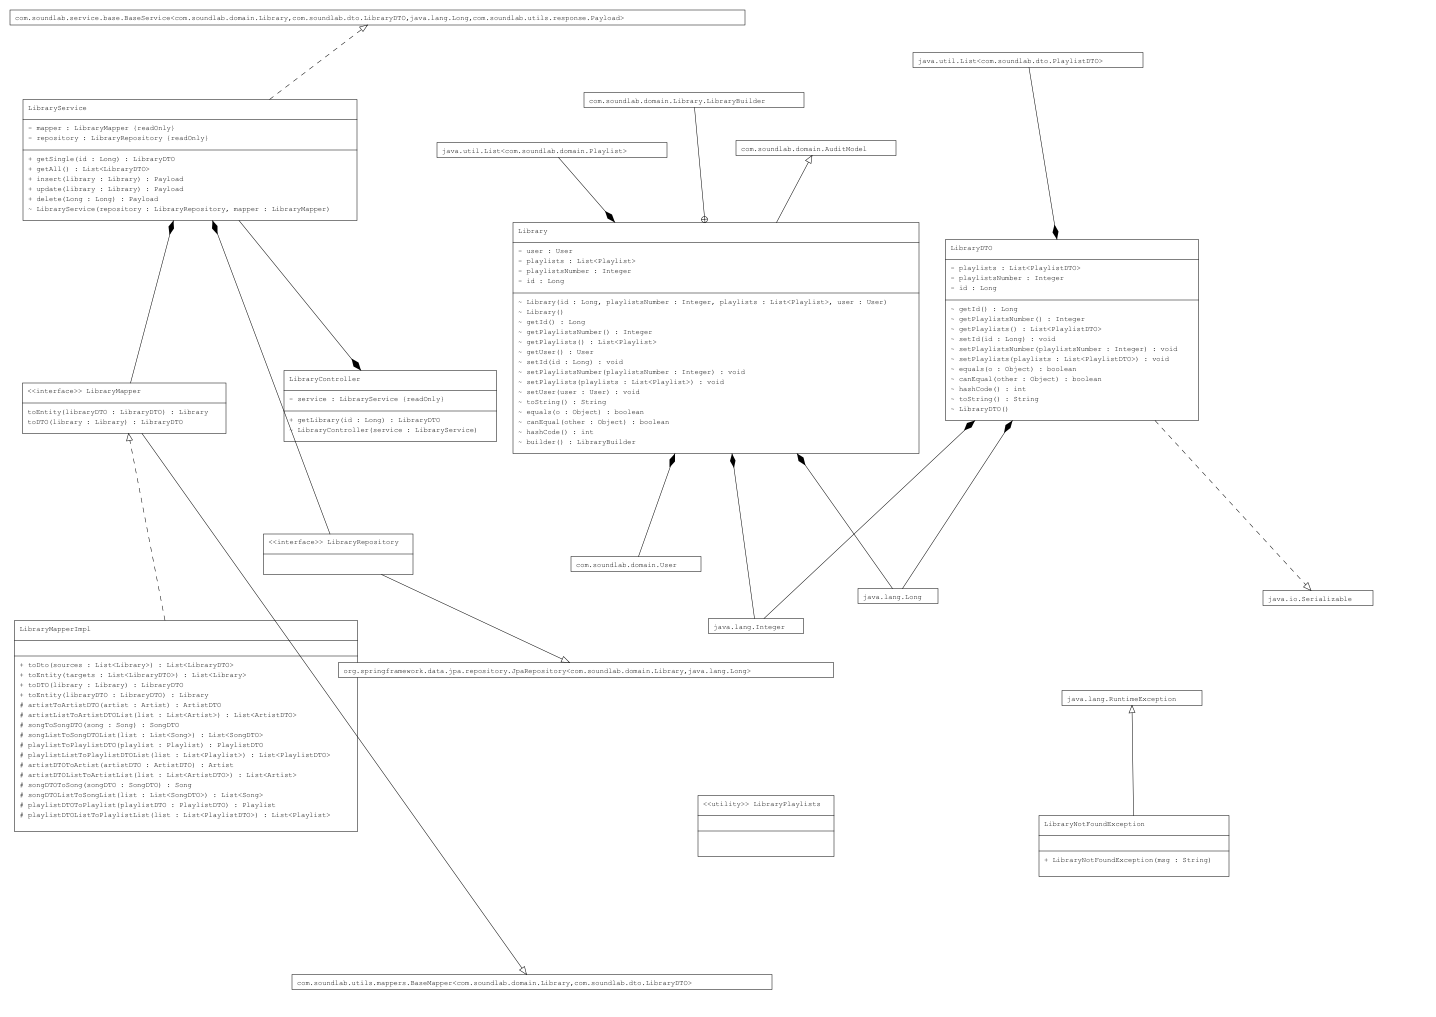 com.soundlab.service.base.BaseService<com.soundlab.domain.Library,com.soundlab.dto.LibraryDTO,java.lang.Long,com.soundlab.utils.response.Payload>
java.util.List<com.soundlab.dto.PlaylistDTO>
com.soundlab.domain.Library.LibraryBuilder
java.util.List<com.soundlab.domain.Playlist>
com.soundlab.domain.AuditModel
LibraryService
- mapper : LibraryMapper {readOnly}
- repository : LibraryRepository {readOnly}
+ getSingle(id : Long) : LibraryDTO
+ getAll() : List<LibraryDTO>
+ insert(library : Library) : Payload
+ update(library : Library) : Payload
+ delete(Long : Long) : Payload
~ LibraryService(repository : LibraryRepository, mapper : LibraryMapper)
Library
- user : User
- playlists : List<Playlist>
- playlistsNumber : Integer
- id : Long
~ Library(id : Long, playlistsNumber : Integer, playlists : List<Playlist>, user : User)
~ Library()
~ getId() : Long
~ getPlaylistsNumber() : Integer
~ getPlaylists() : List<Playlist>
~ getUser() : User
~ setId(id : Long) : void
~ setPlaylistsNumber(playlistsNumber : Integer) : void
~ setPlaylists(playlists : List<Playlist>) : void
~ setUser(user : User) : void
~ toString() : String
~ equals(o : Object) : boolean
~ canEqual(other : Object) : boolean
~ hashCode() : int
~ builder() : LibraryBuilder
LibraryDTO
- playlists : List<PlaylistDTO>
- playlistsNumber : Integer
- id : Long
~ getId() : Long
~ getPlaylistsNumber() : Integer
~ getPlaylists() : List<PlaylistDTO>
~ setId(id : Long) : void
~ setPlaylistsNumber(playlistsNumber : Integer) : void
~ setPlaylists(playlists : List<PlaylistDTO>) : void
~ equals(o : Object) : boolean
~ canEqual(other : Object) : boolean
~ hashCode() : int
~ toString() : String
~ LibraryDTO()
<<interface>> LibraryMapper
toEntity(libraryDTO : LibraryDTO) : Library
toDTO(library : Library) : LibraryDTO
LibraryController
- service : LibraryService {readOnly}
+ getLibrary(id : Long) : LibraryDTO
LibraryController(service : LibraryService)
<<interface>> LibraryRepository
com.soundlab.domain.User
java.lang.Long
java.lang.Integer
java.io.Serializable
LibraryMapperImpl
+ toDto(sources : List<Library>) : List<LibraryDTO>
+ toEntity(targets : List<LibraryDTO>) : List<Library>
+ toDTO(library : Library) : LibraryDTO
+ toEntity(libraryDTO : LibraryDTO) : Library
# artistToArtistDTO(artist : Artist) : ArtistDTO
# artistListToArtistDTOList(list : List<Artist>) : List<ArtistDTO>
# songToSongDTO(song : Song) : SongDTO
# songListToSongDTOList(list : List<Song>) : List<SongDTO>
# playlistToPlaylistDTO(playlist : Playlist) : PlaylistDTO
# playlistListToPlaylistDTOList(list : List<Playlist>) : List<PlaylistDTO>
# artistDTOToArtist(artistDTO : ArtistDTO) : Artist
# artistDTOListToArtistList(list : List<ArtistDTO>) : List<Artist>
# songDTOToSong(songDTO : SongDTO) : Song
# songDTOListToSongList(list : List<SongDTO>) : List<Song>
# playlistDTOToPlaylist(playlistDTO : PlaylistDTO) : Playlist
# playlistDTOListToPlaylistList(list : List<PlaylistDTO>) : List<Playlist>
org.springframework.data.jpa.repository.JpaRepository<com.soundlab.domain.Library,java.lang.Long>
java.lang.RuntimeException
<<utility>> LibraryPlaylists
LibraryNotFoundException
+ LibraryNotFoundException(msg : String)
com.soundlab.utils.mappers.BaseMapper<com.soundlab.domain.Library,com.soundlab.dto.LibraryDTO>